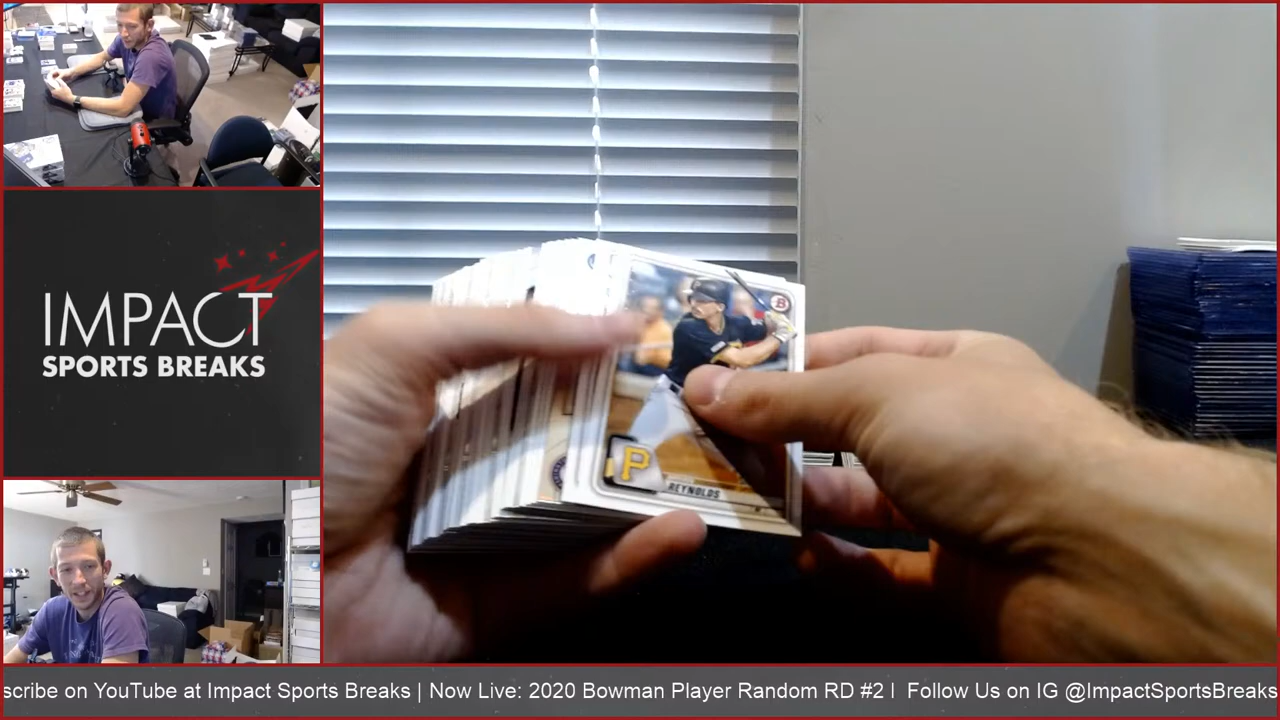 IMPACT
SPORTS BREAKS
B
P
REYNOLDS
scribe on YouTube at Impact Sports Breaks | Now Live: 2020 Bowman Player Random RD #2 | Follow Us on IG @ImpactSportsBreaks